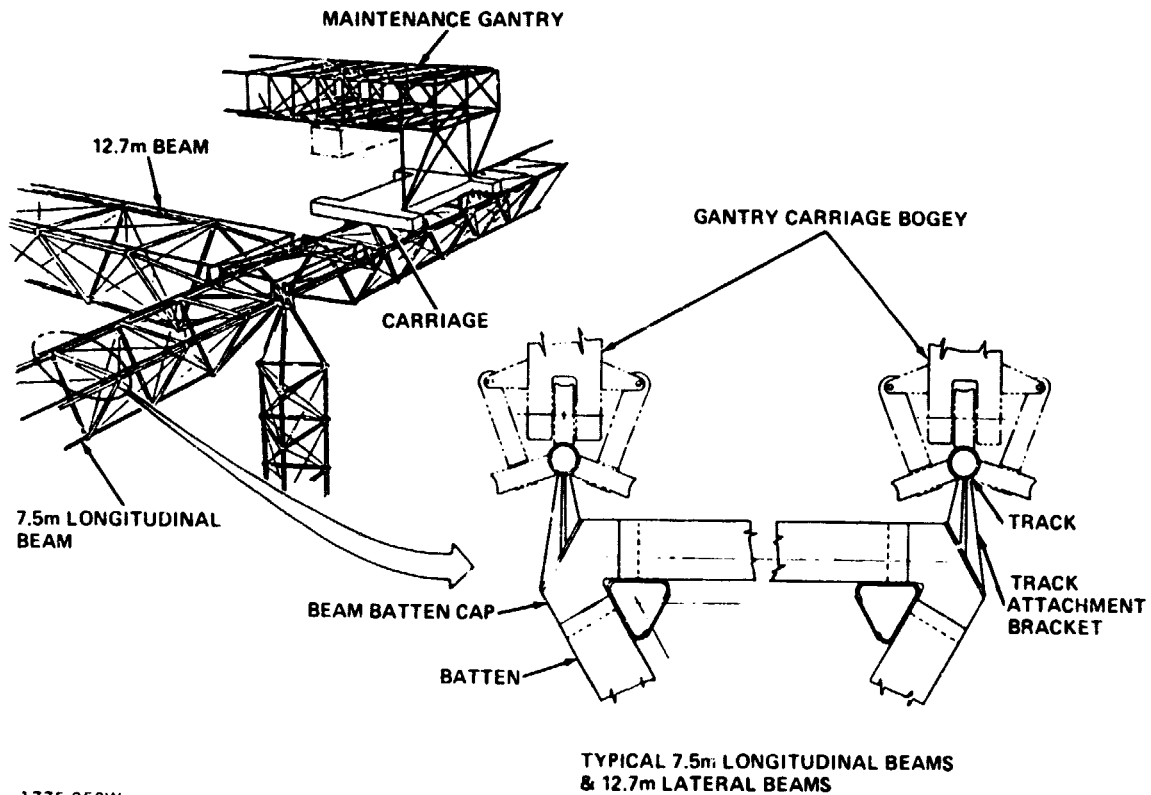 MAINTENANCE GANTRY
12.7m BEAM
GANTRY CARRIAGE BOGEY
CARRIAGE
7.5m LONGITUDINAL
BEAM
TRACK
BEAM BATTEN CAP
TRACK
ATTACHMENT
BRACKET
BATTEN
TYPICAL 7.5m LONGITUDINAL BEAMS
& 12.7m LATERAL BEAMS